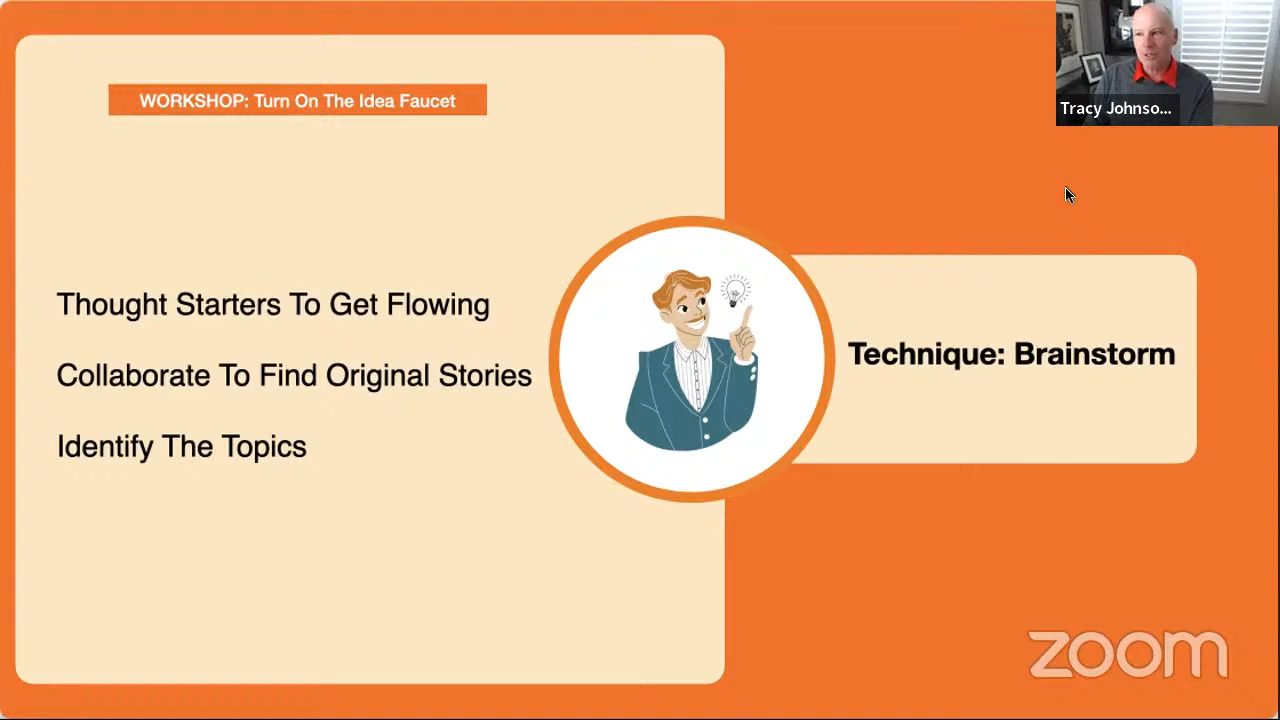 WORKSHOP: Turn On The Idea Faucet
Tracy Johnso...
Thought Starters To Get Flowing
Collaborate To Find Original Stories
Identify The Topics
Technique: Brainstorm
zoom